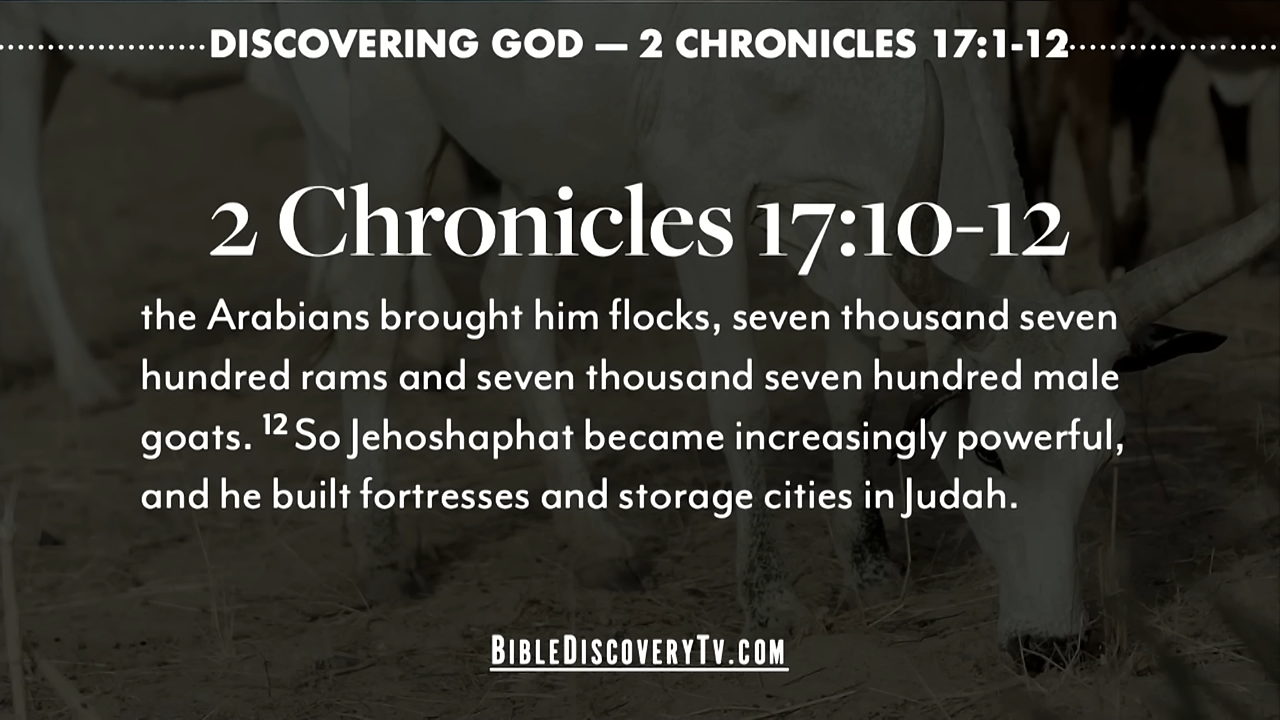 DISCOVERING GOD — 2 CHRONICLES 17:1-12
2 Chronicles 17:10-12
the Arabians brought him flocks, seven thousand seven
hundred rams and seven thousand seven hundred male
goats. 12 So Jehoshaphat became increasingly powerful,
and he built fortresses and storage cities in Judah.
BIBLEDISCOVERYTV.COM